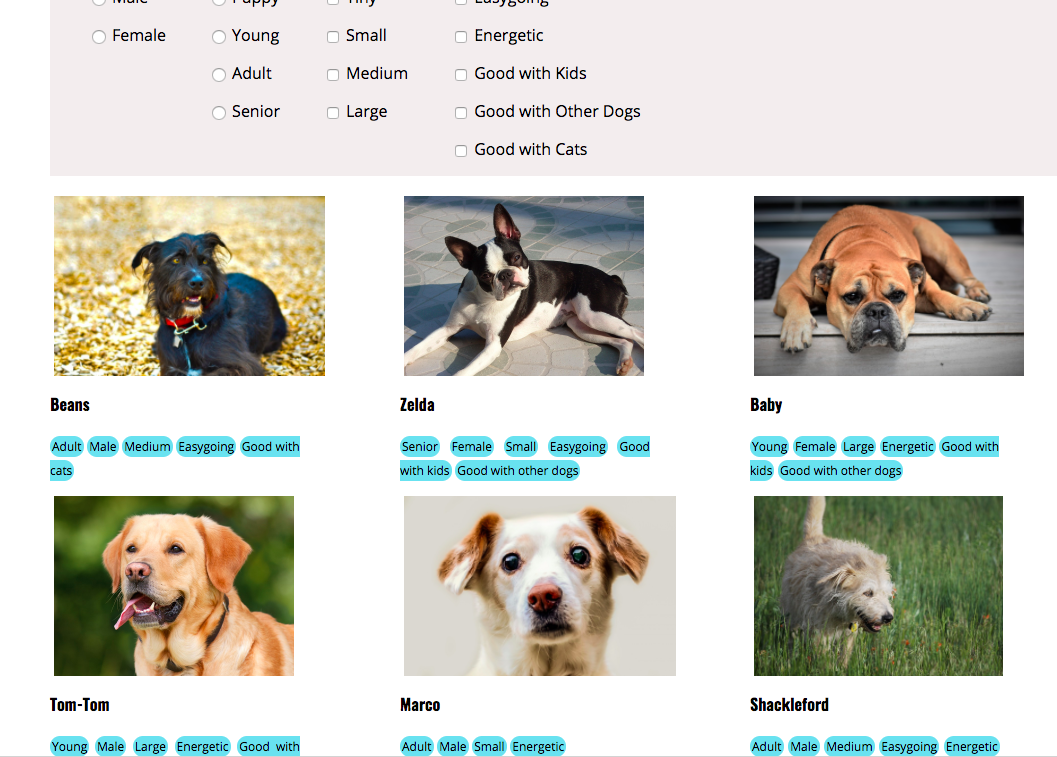 Male Puppy Tiny Easygoing
Female Young Small Energetic
Adult Medium Good with Kids
Senior Large Good with Other Dogs
Good with Cats
Beans
Adult Male Medium Easygoing Good with
cats
Zelda
Senior Female Small Easygoing Good
with kids Good with other dogs
Baby
Young Female Large Energetic Good with
kids Good with other dogs
Tom-Tom
Young Male Large Energetic Good with
Marco
Adult Male Small Energetic
Shackleford
Adult Male Medium Easygoing Energetic